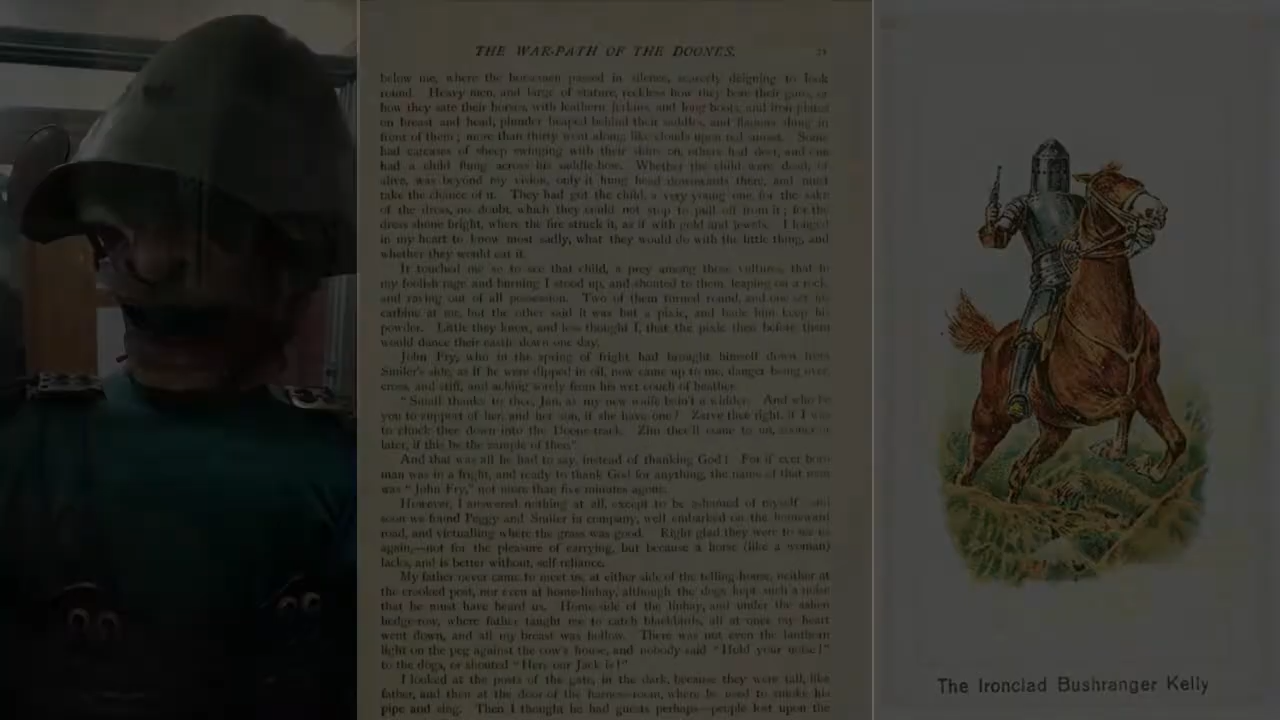 THE WAR-PATH OF THE DOONES. 21
below me, where the horsemen passed in silence, scarcely deigning to look
round. Heavy men, and large of stature, reckless how they bore their guns, or
how they sate their horses, with leathern jerkins, and long boots, and iron plates
on breast and head, plunder heaped behind their saddles, and flagons slung in
front of them; more than thirty went along, like clouds upon red sunset. Some
had carcases of sheep swinging with their skins on, others had deer, and one
had a child flung across his saddle-bow. Whether the child were dead, or
alive, was beyond my vision, only it hung head downwards there, and must
take the chance of it. They had got the child, a very young one, for the sake
of the dress, no doubt, which they could not stop to pull off from it; for the
dress shone bright, where the fire struck it, as if with gold and jewels. I longed
in my heart to know most sadly, what they would do with the little thing, and
whether they would eat it.
It touched me so to see that child, a prey among those vultures, that in
my foolish rage and burning I stood up, and shouted to them, leaping on a rock,
and raving out of all possession. Two of them turned round, and one set his
carbine at me, but the other said it was but a pixie, and bade him keep his
powder. Little they knew, and less thought I, that the pixie then before them
would dance their castle down one day.
John Fry, who in the spring of fright had brought himself down from
Smiler's side, as if he were dipped in oil, now came up to me, danger being over,
cross, and stiff, and aching sorely from his wet couch of heather.
"Small thanks to thee, Jan, as my new waife bain't a widder. And who be
you to support of her, and her son, if she have one? Zarve thee right, if I was
to chuck thee down into the Doone-track. Zim thee'll come to un, sooner or
later, if this be the zample of thee."
And that was all he had to say, instead of thanking God! For if ever born
man was in a fright, and ready to thank God for anything, the name of that man
was "John Fry," not more than five minutes agone.
However, I answered nothing at all, except to be ashamed of myself; and
soon we found Peggy and Smiler in company, well embarked on the homeward
road, and victualling where the grass was good. Right glad they were to see us
again,—not for the pleasure of carrying, but because a horse (like a woman)
lacks, and is better without, self-reliance.
My father never came to meet us, at either side of the telling-house, neither at
the crooked post, nor even at home-linhay, although the dogs kept such a noise
that he must have heard us. Home-side of the linhay, and under the ashen
hedge-row, where father taught me to catch blackbirds, all at once my heart
went down, and all my breast was hollow. There was not even the lanthorn
light on the peg against the cow's house, and nobody said "Hold your noise!"
to the dogs, or shouted "Here our Jack is!"
I looked at the posts of the gate, in the dark, because they were tall, like
father, and then at the door of the harness-room, where he used to smoke his
pipe and sing. Then I thought he had guests perhaps—people lost upon the
The Ironclad Bushranger Kelly